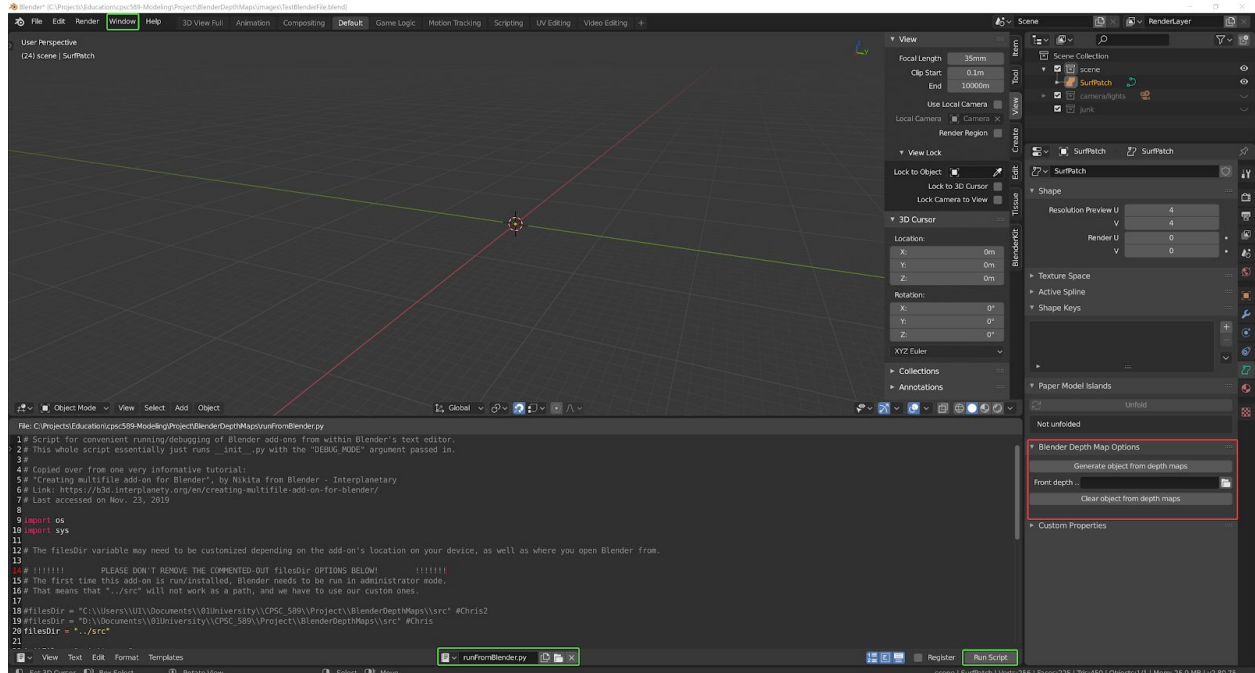 Blender* [C:\Projects\Education\cpsc589-Modeling\Project\BlenderDepthMaps\images\TestBlenderFile.blend]
File Edit Render Window Help 3D View Full Animation Compositing Default Game Logic Motion Tracking Scripting UV Editing Video Editing + Scene RenderLayer
User Perspective
(24) scene | SurfPatch
View
Focal Length 35mm
Clip Start 0.1m
End 10000m
Use Local Camera
Local Camera Camera
Render Region
View Lock
Lock to Object
Lock to 3D Cursor
Lock Camera to View
3D Cursor
Location:
X: 0m
Y: 0m
Z: 0m
Rotation:
X: 0°
Y: 0°
Z: 0°
XYZ Euler
Collections
Annotations
Item
Tool
View
Create
Edit
Tissue
BlenderKit
Y
Object Mode View Select Add Object Global
Scene Collection
scene
SurfPatch
camera/lights
junk
SurfPatch SurfPatch
SurfPatch
Shape
Resolution Preview U 4
V 4
Render U 0
V 0
Texture Space
Active Spline
Shape Keys
Paper Model Islands
Unfold
Not unfolded
Blender Depth Map Options
Generate object from depth maps
Front depth ..
Clear object from depth maps
Custom Properties
File: C:\Projects\Education\cpsc589-Modeling\Project\BlenderDepthMaps\runFromBlender.py
1 # Script for convenient running/debugging of Blender add-ons from within Blender's text editor.
2 # This whole script essentially just runs __init__.py with the "DEBUG_MODE" argument passed in.
3 #
4 # Copied over from one very informative tutorial:
5 # "Creating multifile add-on for Blender", by Nikita from Blender - Interplanetary
6 # Link: https://b3d.interplanety.org/en/creating-multifile-add-on-for-blender/
7 # Last accessed on Nov. 23, 2019
8
9 import os
10 import sys
11
12 # The filesDir variable may need to be customized depending on the add-on's location on your device, as well as where you open Blender from.
13
14 # !!!!!!! PLEASE DON'T REMOVE THE COMMENTED-OUT filesDir OPTIONS BELOW! !!!!!!!
15 # The first time this add-on is run/installed, Blender needs to be run in administrator mode.
16 # That means that "../src" will not work as a path, and we have to use our custom ones.
17
18 #filesDir = "C:\\Users\\UI\\Documents\\01University\\CPSC_589\\Project\\BlenderDepthMaps\\src" #Chris2
19 #filesDir = "D:\\Documents\\01University\\CPSC_589\\Project\\BlenderDepthMaps\\src" #Chris
20 filesDir = "../src"
21
View Text Edit Format Templates runFromBlender.py Register Run Script